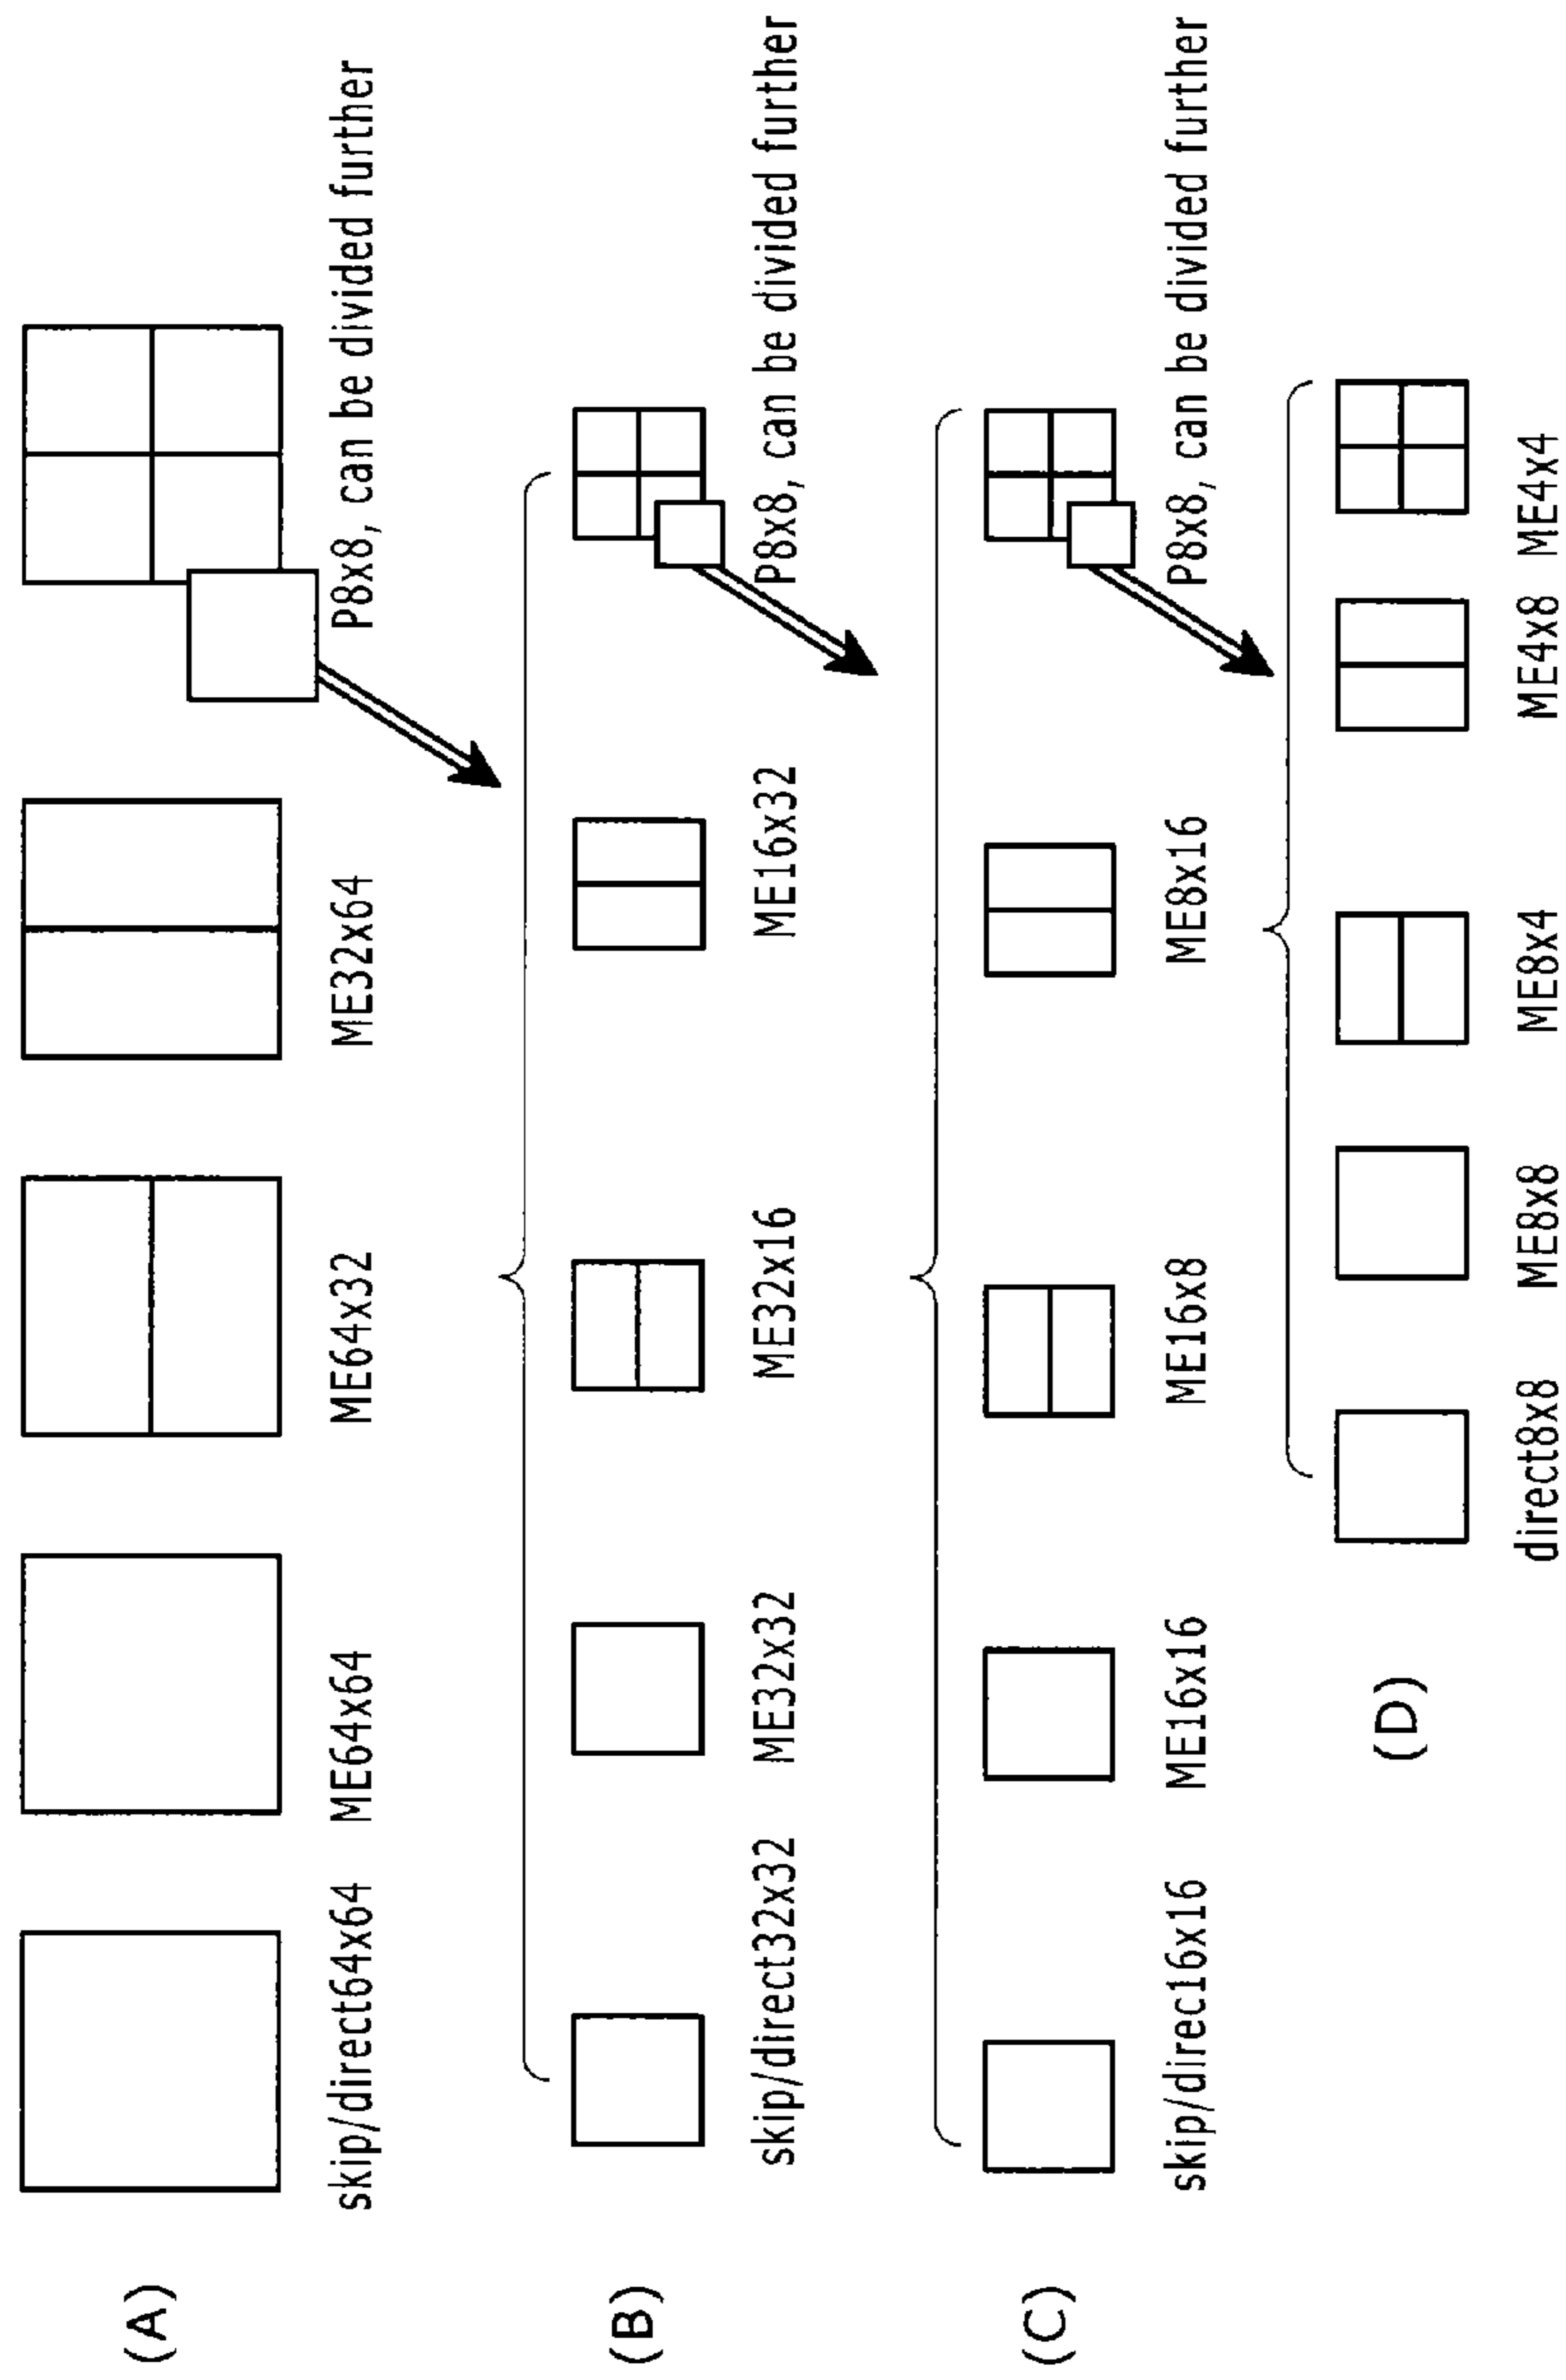 (A)
skip/direct64x64
ME64x64
ME64x32
ME32x64
P8x8, can be divided further
(B)
skip/direct32x32
ME32x32
ME32x16
ME16x32
P8x8, can be divided further
(C)
skip/direc16x16
ME16x16
ME16x8
ME8x16
P8x8, can be divided further
(D)
direct8x8
ME8x8
ME8x4
ME4x8
ME4x4